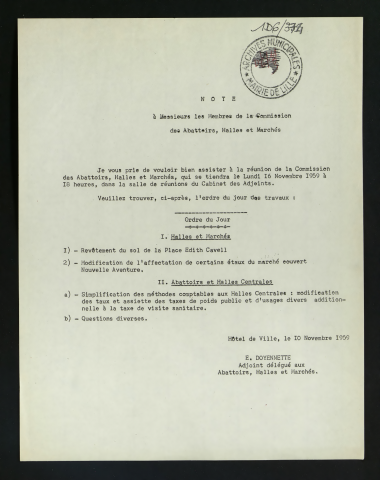 1D6/374
ARCHIVES MUNICIPALES
MAIRIE DE LILLE
N O T E
à Messieurs les Membres de la Commission
des Abattoirs, Halles et Marchés
Je vous prie de vouloir bien assister à la réunion de la Commission
des Abattoirs, Halles et Marchés, qui se tiendra le Lundi 16 Novembre 1959 à
18 heures, dans la salle de réunions du Cabinet des Adjoints.
Veuillez trouver, ci-après, l'ordre du jour des travaux :
Ordre du Jour
I. Halles et Marchés
1) - Revêtement du sol de la Place Edith Cavell
2) - Modification de l'affectation de certains étaux du marché couvert
Nouvelle Aventure.
II. Abattoirs et Halles Centrales
a) - Simplification des méthodes comptables aux Halles Centrales : modification
des taux et assiette des taxes de poids public et d'usages divers addition-
nelle à la taxe de visite sanitaire.
b) - Questions diverses.
Hôtel de Ville, le 10 Novembre 1959
E. DOYENNETTE
Adjoint délégué aux
Abattoirs, Halles et Marchés.